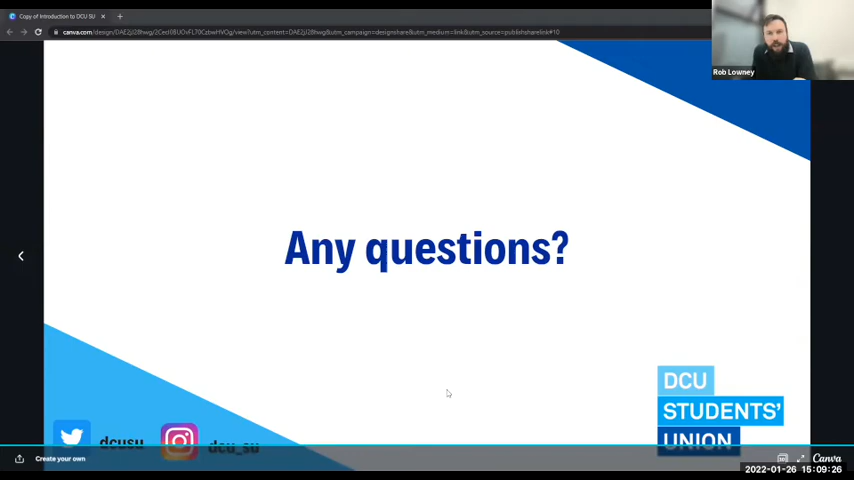 Copy of Introduction to DCU SU
Rob Lowney
Any questions?
DCU
STUDENTS'
UNION
dcusu
dcu_su
Create your own
Canva
2022-01-26 15:09:26